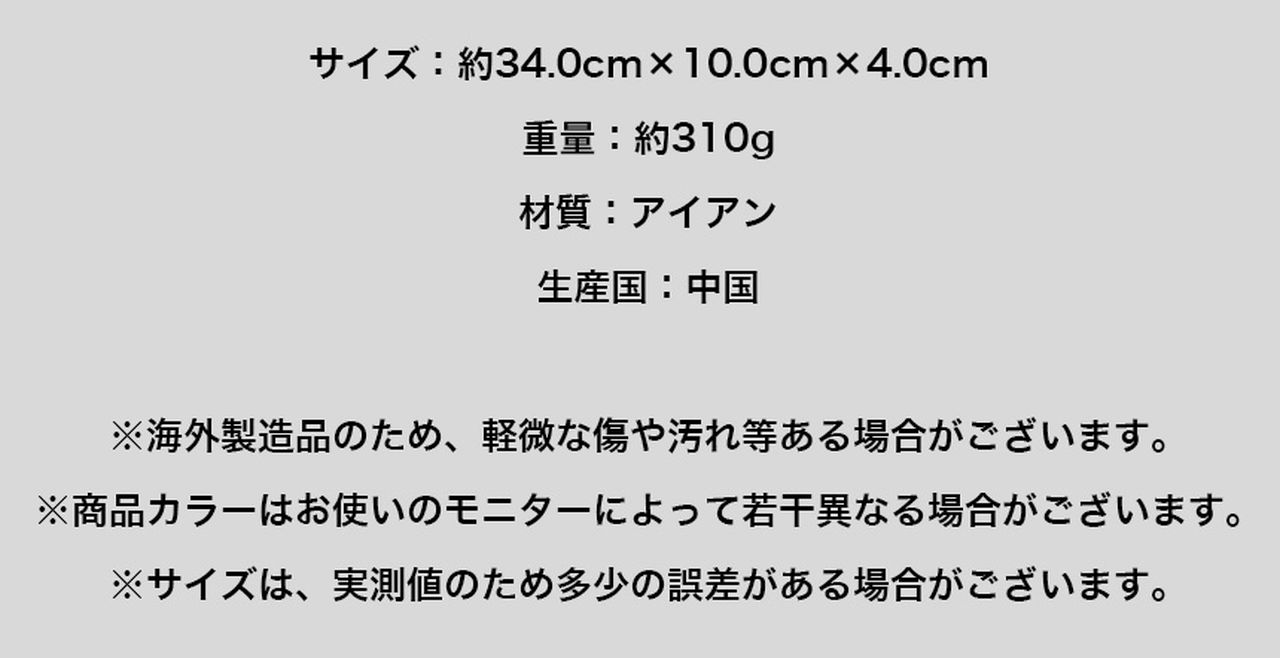 サイズ：約34.0cm×10.0cm×4.0cm
重量：約310g
材質：アイアン
生産国：中国
※海外製造品のため、軽微な傷や汚れ等ある場合がございます。
※商品カラーはお使いのモニターによって若干異なる場合がございます。
※サイズは、実測値のため多少の誤差がある場合がございます。